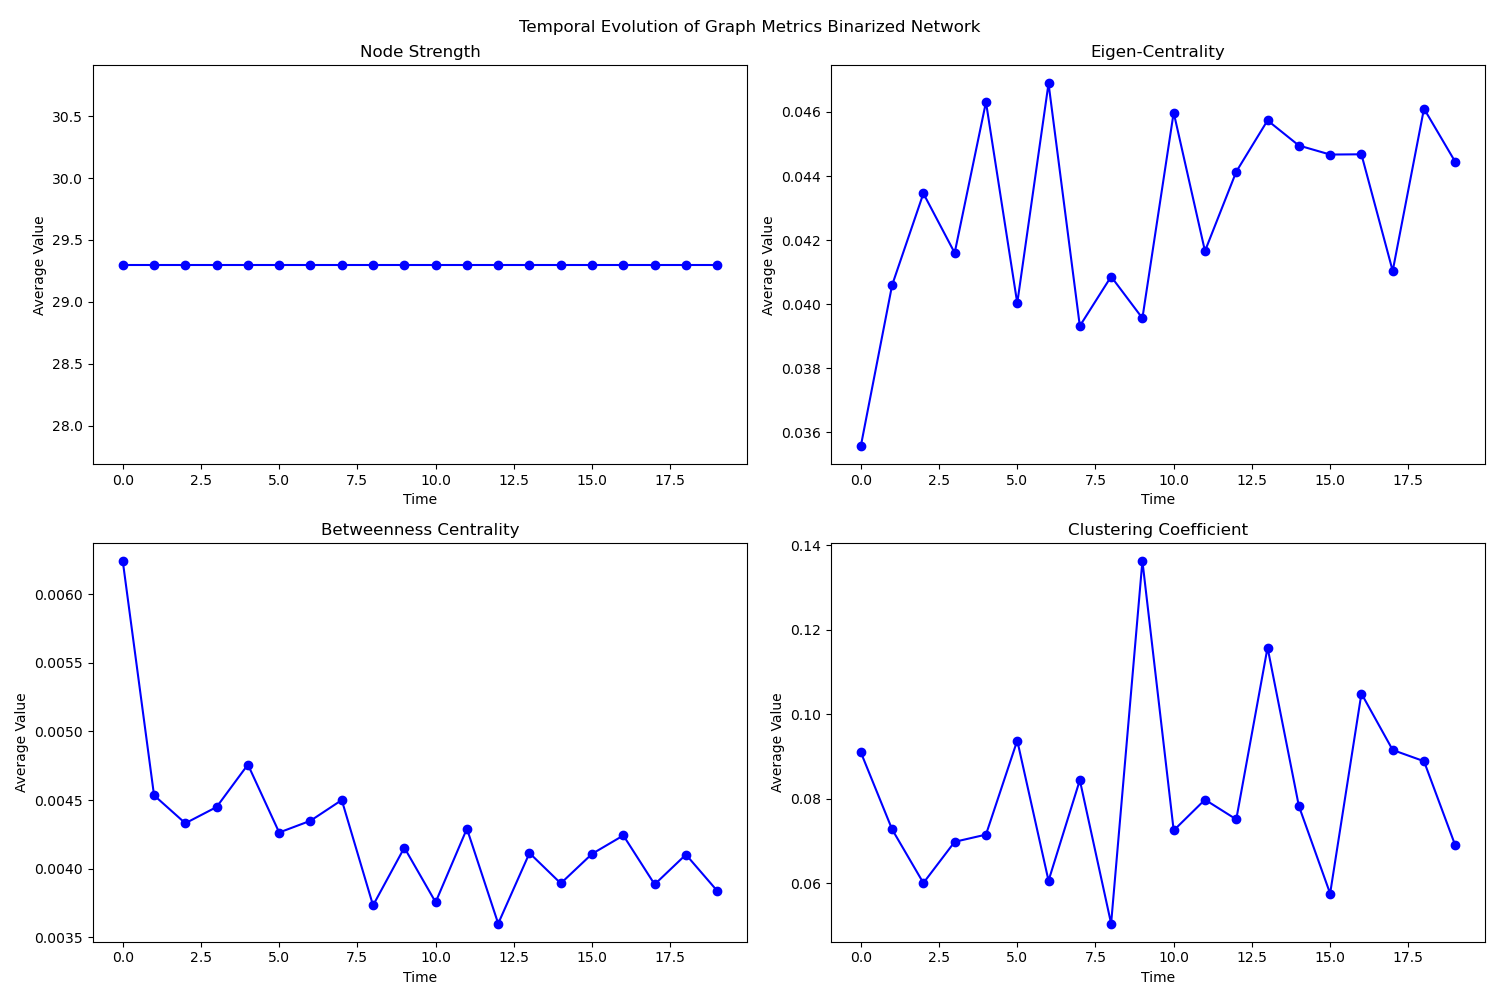 Temporal Evolution of Graph Metrics Binarized Network
Node Strength
Average Value
30.5
30.0
29.5
29.0
28.5
28.0
0.0 2.5 5.0 7.5 10.0 12.5 15.0 17.5
Time
Eigen-Centrality
Average Value
0.046
0.044
0.042
0.040
0.038
0.036
0.0 2.5 5.0 7.5 10.0 12.5 15.0 17.5
Time
Betweenness Centrality
Average Value
0.0060
0.0055
0.0050
0.0045
0.0040
0.0035
0.0 2.5 5.0 7.5 10.0 12.5 15.0 17.5
Time
Clustering Coefficient
Average Value
0.14
0.12
0.10
0.08
0.06
0.0 2.5 5.0 7.5 10.0 12.5 15.0 17.5
Time